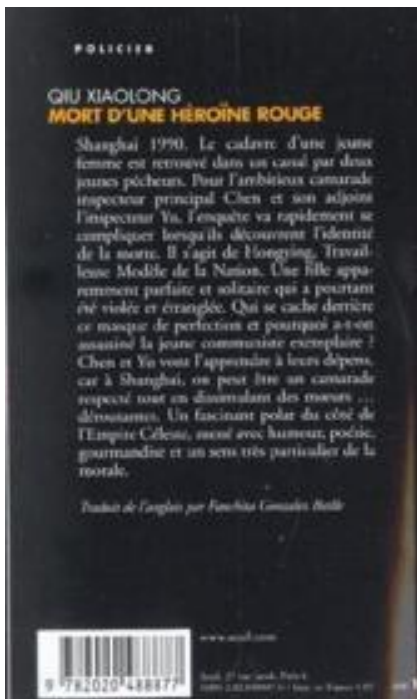 POLICIER
QIU XIAOLONG
MORT D'UNE HÉROÏNE ROUGE
Shanghai 1990. Le cadavre d'une jeune
femme est retrouvé dans un canal par deux
jeunes pêcheurs. Pour l'ambitieux camarade
inspecteur principal Chen et son adjoint
l'inspecteur Yu, l'enquête va rapidement se
compliquer lorsqu'ils découvrent l'identité
de la morte. Il s'agit de Hongying, Travail-
leuse Modèle de la Nation. Une fille appa-
remment parfaite et solitaire qui a pourtant
été violée et étranglée. Qui se cache derrière
ce masque de perfection et pourquoi a-t-on
assassiné la jeune communiste exemplaire ?
Chen et Yu vont l'apprendre à leurs dépens,
car à Shanghai, on peut être un camarade
respecté tout en dissimulant des mœurs ...
déroutantes. Un fascinant polar du côté de
l'Empire Céleste, mené avec humour, poésie,
gourmandise et un sens très particulier de la
morale.
Traduit de l'anglais par Fanchita Gonzalez Batlle
www.seuil.com
Seuil, 27 rue Jacob, Paris 6
9 782020 488877